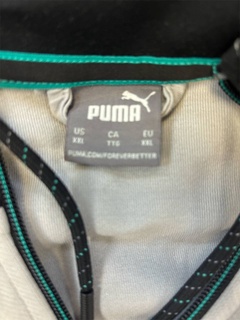 PUMA
US CA EU
XXL TTG XXL
PUMA.COM/FOREVERBETTER